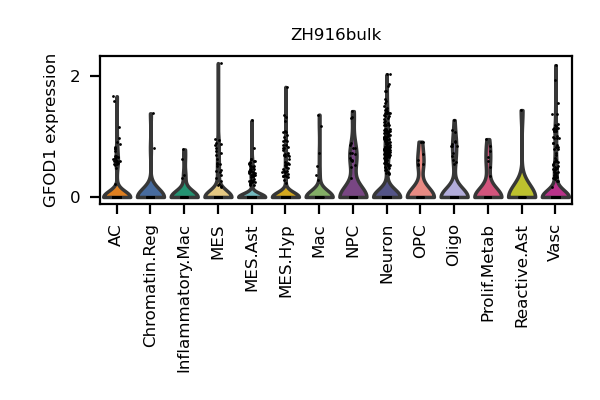 ZH916bulk
GFOD1 expression
2
0
AC
Chromatin.Reg
Inflammatory.Mac
MES
MES.Ast
MES.Hyp
Mac
NPC
Neuron
OPC
Oligo
Prolif.Metab
Reactive.Ast
Vasc